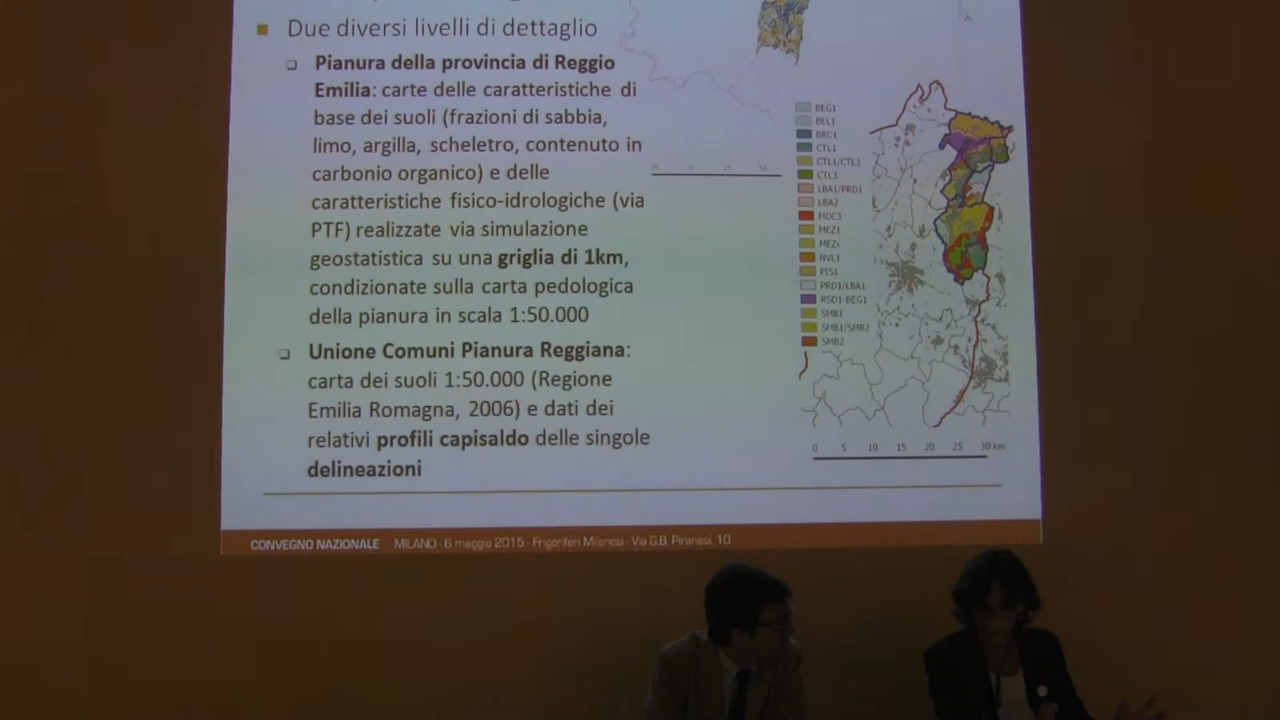 Due diversi livelli di dettaglio
Pianura della provincia di Reggio
Emilia: carte delle caratteristiche di
base dei suoli (frazioni di sabbia,
limo, argilla, scheletro, contenuto in
carbonio organico) e delle
caratteristiche fisico-idrologiche (via
PTF) realizzate via simulazione
geostatistica su una griglia di 1km,
condizionate sulla carta pedologica
della pianura in scala 1:50.000
Unione Comuni Pianura Reggiana:
carta dei suoli 1:50.000 (Regione
Emilia Romagna, 2006) e dati dei
relativi profili capisaldo delle singole
delineazioni
BEG1
BEL1
BRC1
CTL1
CTL1/CTL3
CTL3
LBA1/PRD1
LBA2
MDC3
MEZ1
NVL1
PIS1
PRD1/LBA1
RSD1-BEG1
SMB1
SMB1/SMB2
SMB2
0 5 10 15 20 25 30 km
CONVEGNO NAZIONALE MILANO - 6 maggio 2015 - Frigoriferi Milanesi - Via G.B. Piranesi, 10